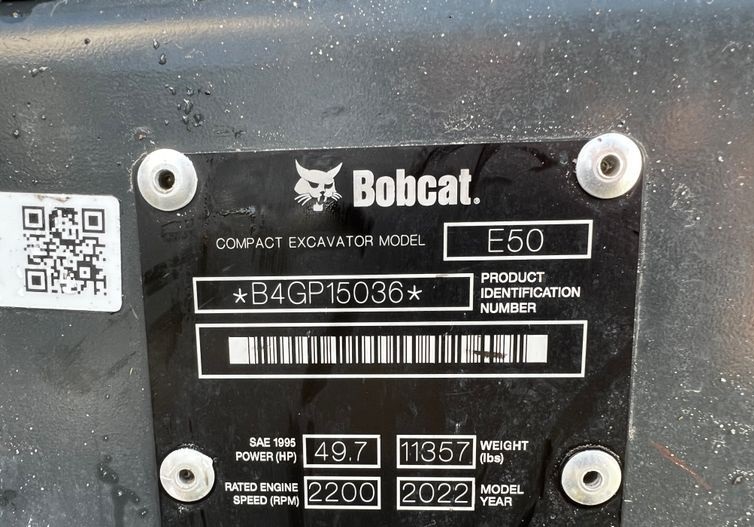 Bobcat.
COMPACT EXCAVATOR MODEL E50
*B4GP15036* PRODUCT
IDENTIFICATION
NUMBER
SAE 1995
POWER (HP) 49.7 11357 WEIGHT
(lbs)
RATED ENGINE
SPEED (RPM) 2200 2022 MODEL
YEAR